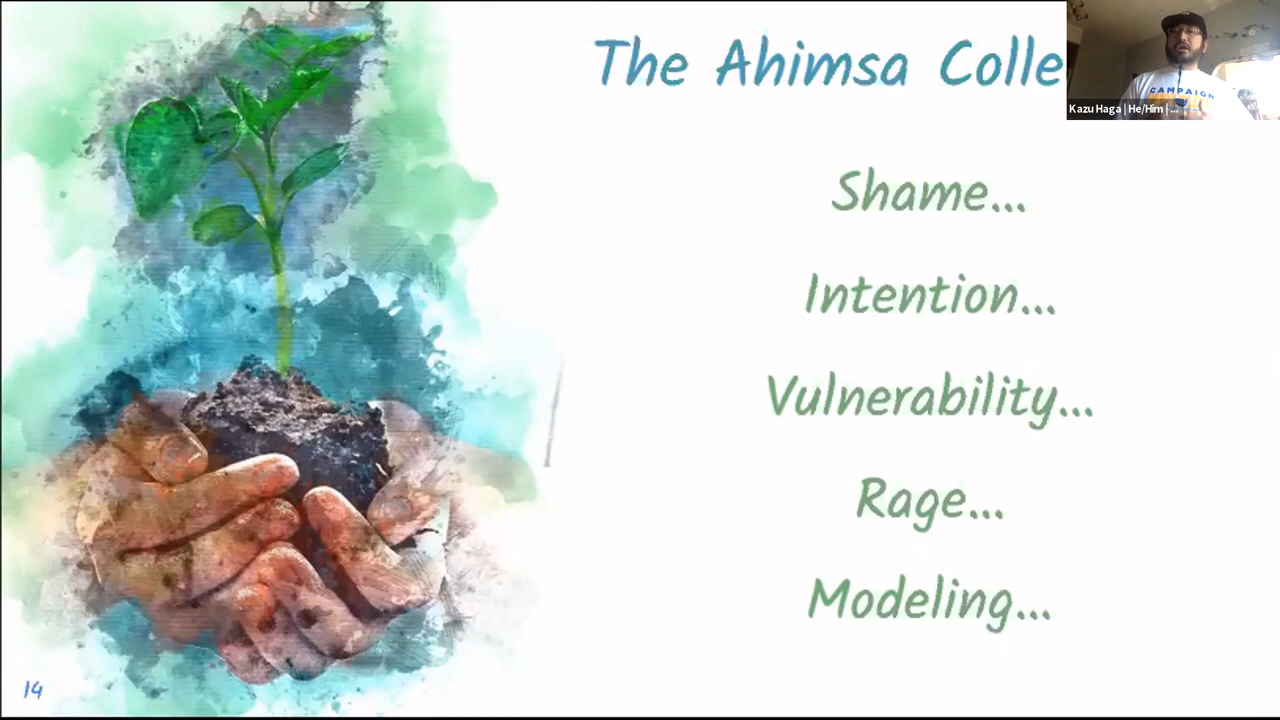 The Ahimsa Colle
CAMPAIGN
Kazu Haga | He/Him | ...
Shame...
Intention...
Vulnerability...
Rage...
Modeling...
14